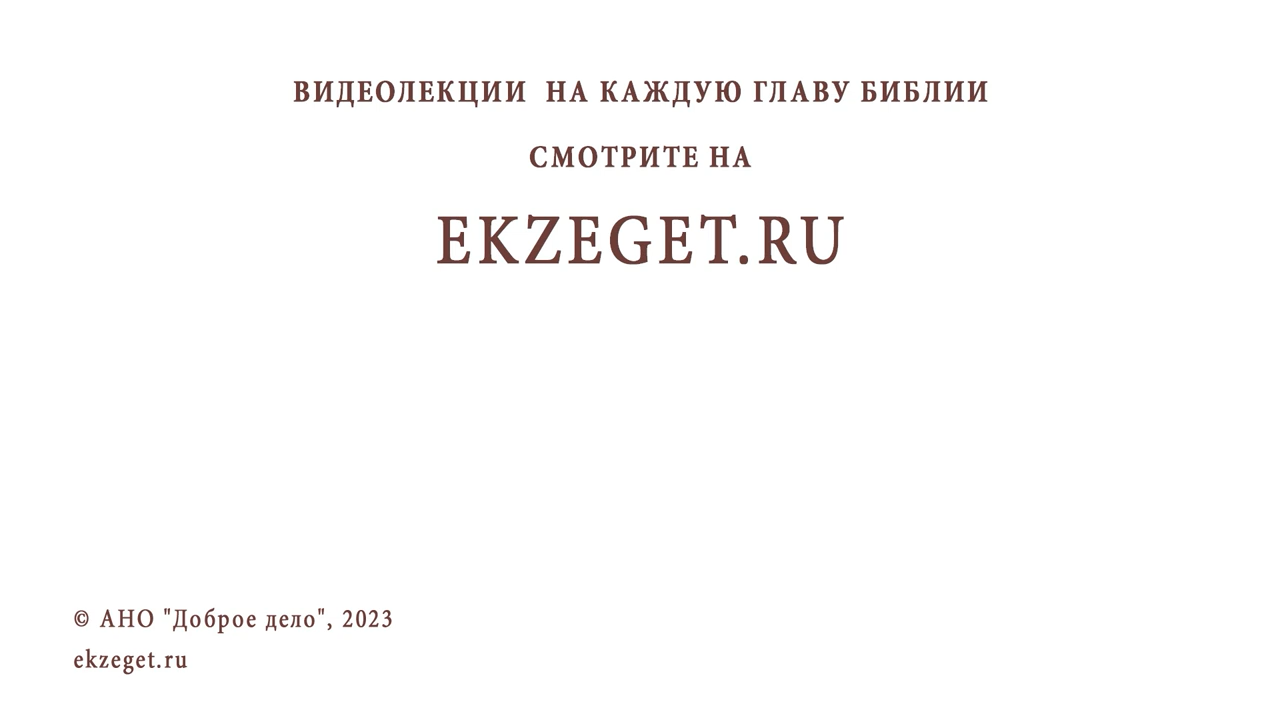 ВИДЕОЛЕКЦИИ НА КАЖДУЮ ГЛАВУ БИБЛИИ
СМОТРИТЕ НА
EKZEGET.RU
© АНО "Доброе дело", 2023
ekzeget.ru